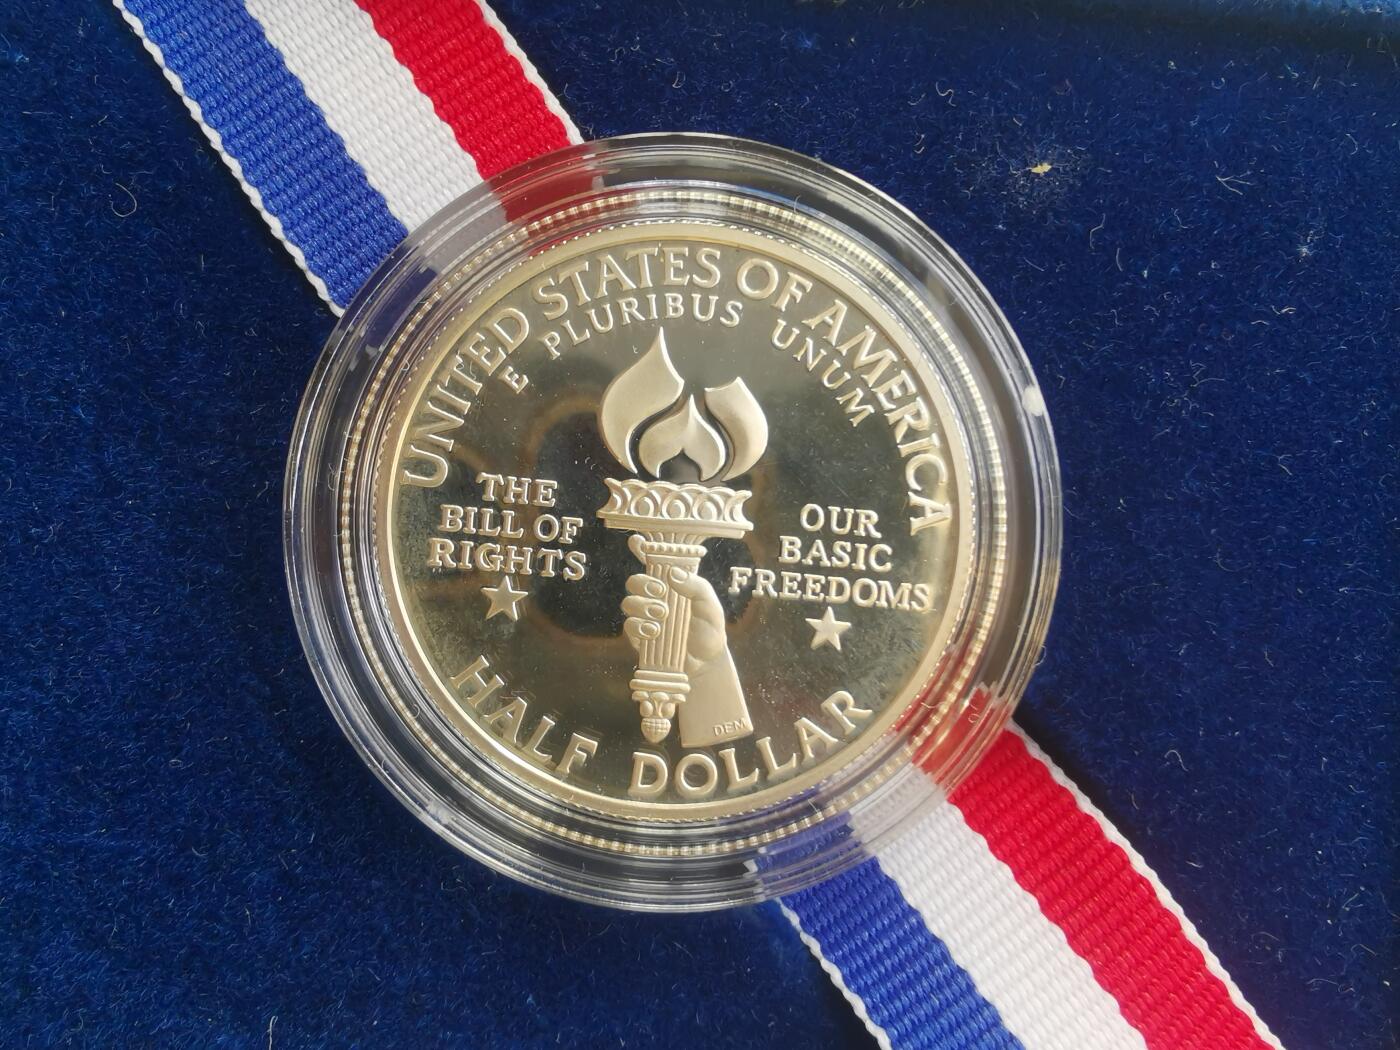 UNITED STATES OF AMERICA
E PLURIBUS UNUM
THE
BILL OF
RIGHTS
OUR
BASIC
FREEDOMS
DEM
HALF DOLLAR